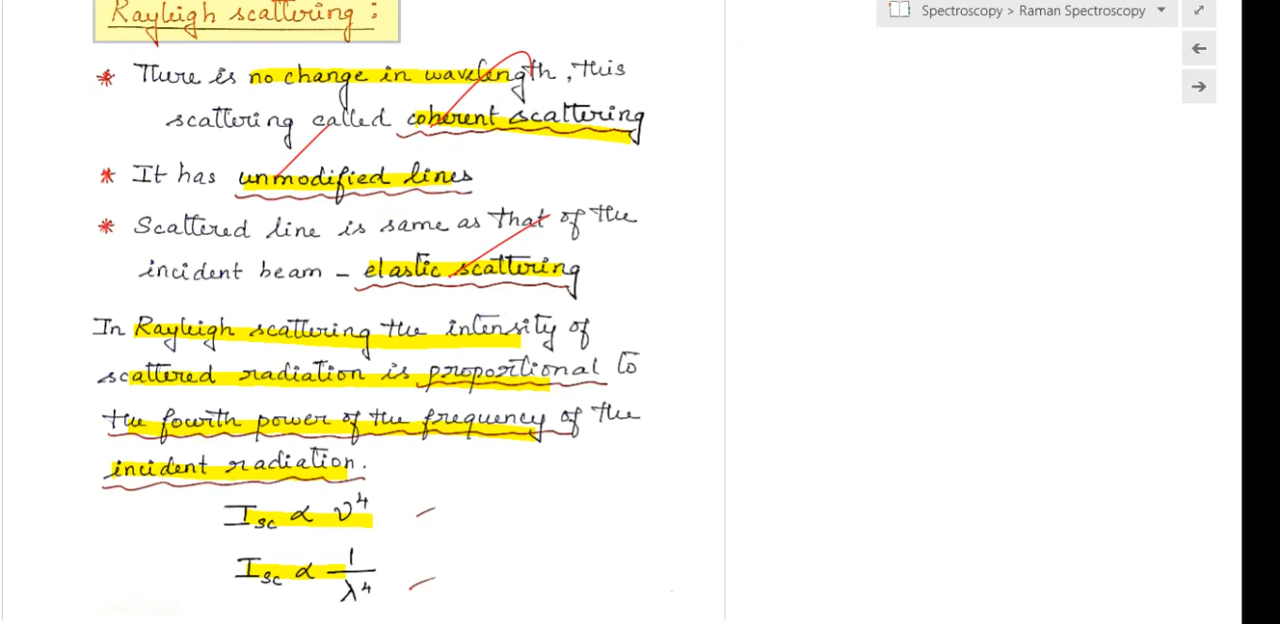 Rayleigh scattering :
Spectroscopy > Raman Spectroscopy
* There is no change in wavelength, this
scattering called coherent scattering
* It has unmodified lines
* Scattered line is same as that of the
incident beam - elastic scattering
In Rayleigh scattering the intensity of
scattered radiation is proportional to
the fourth power of the frequency of the
incident radiation.
I_sc ∝ ν⁴
I_sc ∝ 1/λ⁴